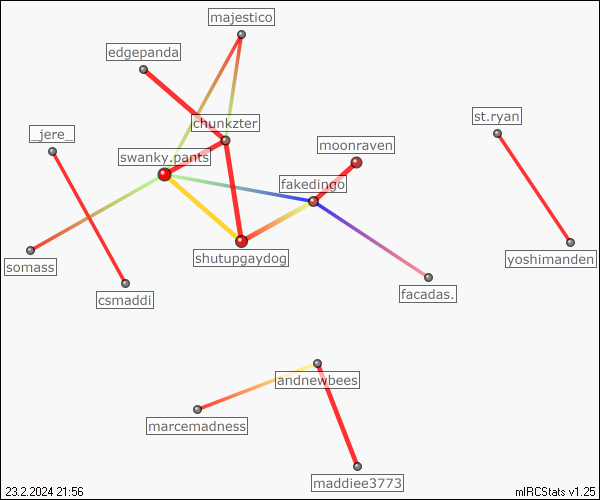 majestico
edgepanda
st.ryan
chunkzter
_jere_
moonraven
swanky.pants
fakedingo
shutupgaydog
yoshimanden
somass
facadas.
csmaddi
andnewbees
marcemadness
maddiee3773
23.2.2024 21:56
mIRCStats v1.25